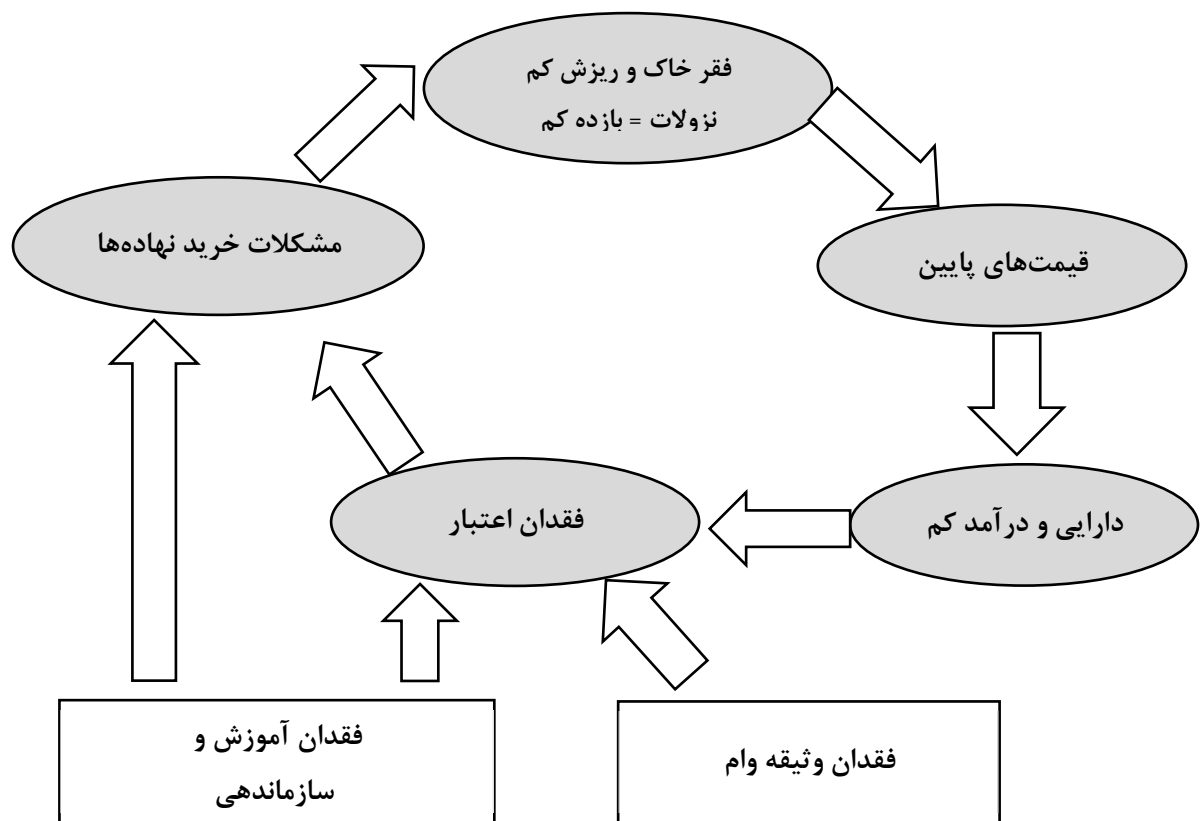 فقر خاک و ریزش کم
نزولات = بازده کم
مشکلات خرید نهاده‌ها
قیمت‌های پایین
فقدان اعتبار
دارایی و درآمد کم
فقدان آموزش و
سازماندهی
فقدان وثیقه وام